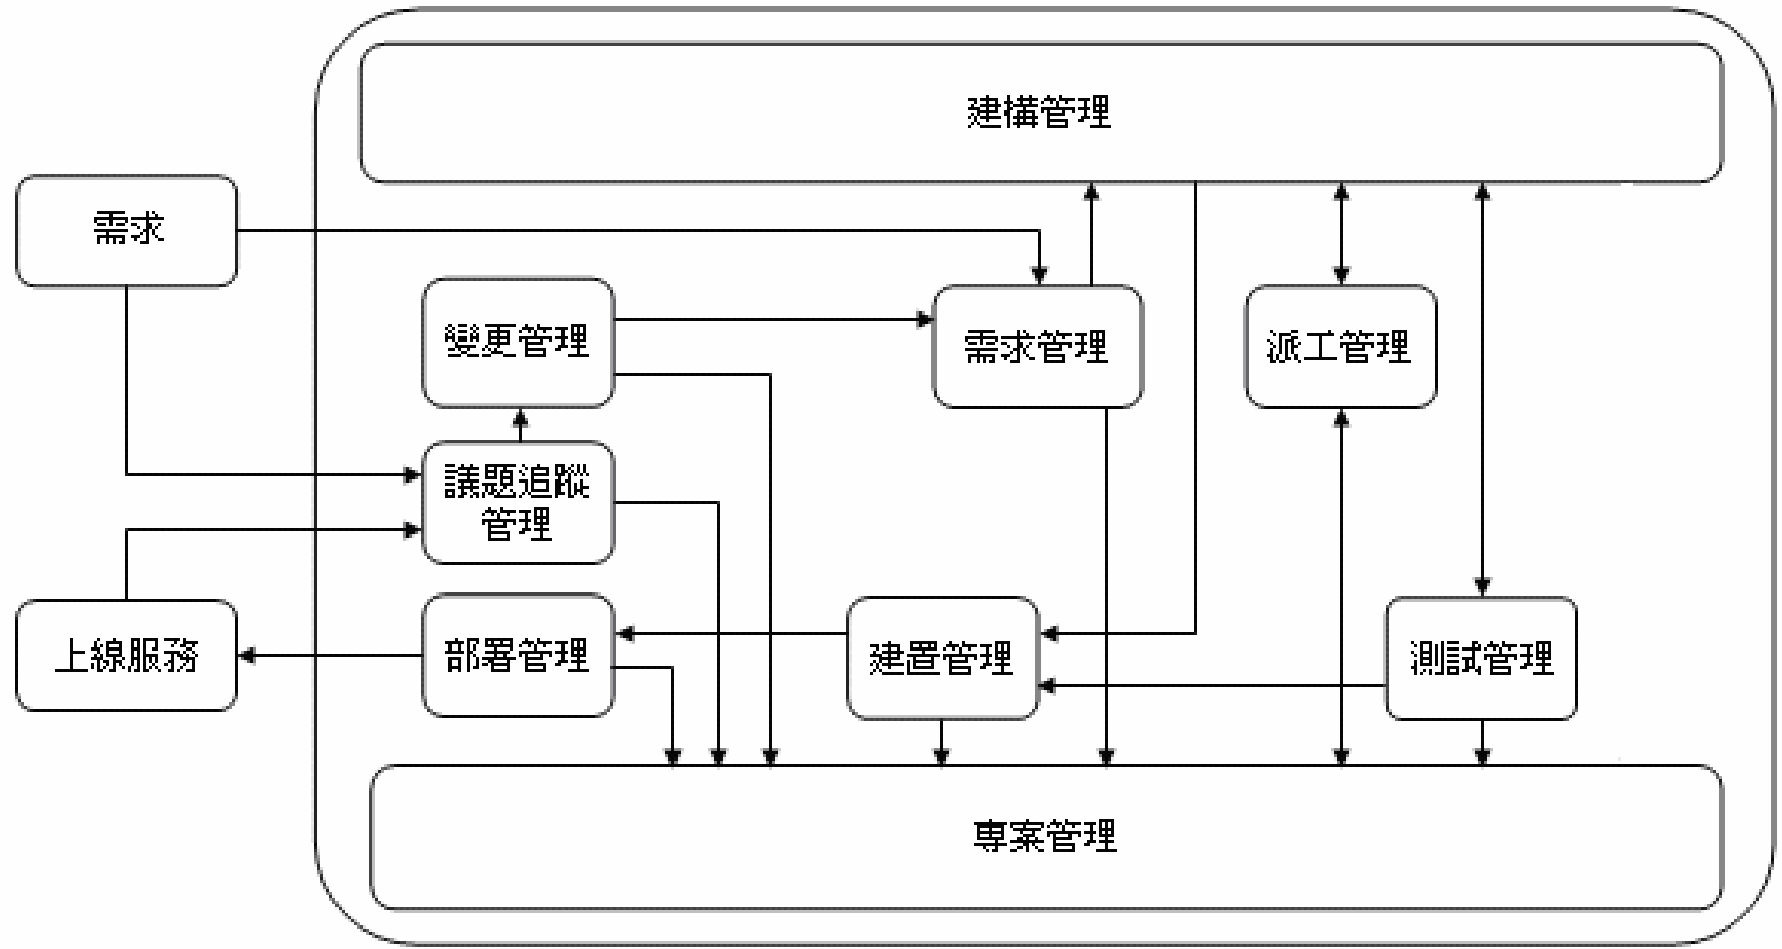 建構管理
需求
變更管理
需求管理
派工管理
議題追蹤
管理
上線服務
部署管理
建置管理
測試管理
專案管理